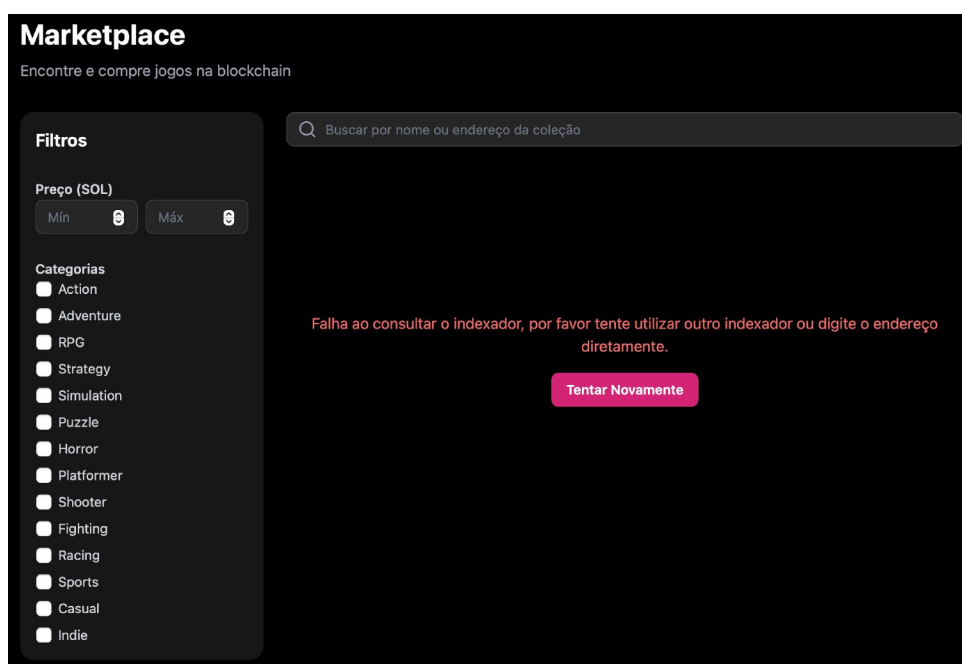 Marketplace
Encontre e compre jogos na blockchain
Filtros
Preço (SOL)
Mín
Máx
Categorias
Action
Adventure
RPG
Strategy
Simulation
Puzzle
Horror
Platformer
Shooter
Fighting
Racing
Sports
Casual
Indie
Buscar por nome ou endereço da coleção
Falha ao consultar o indexador, por favor tente utilizar outro indexador ou digite o endereço
diretamente.
Tentar Novamente